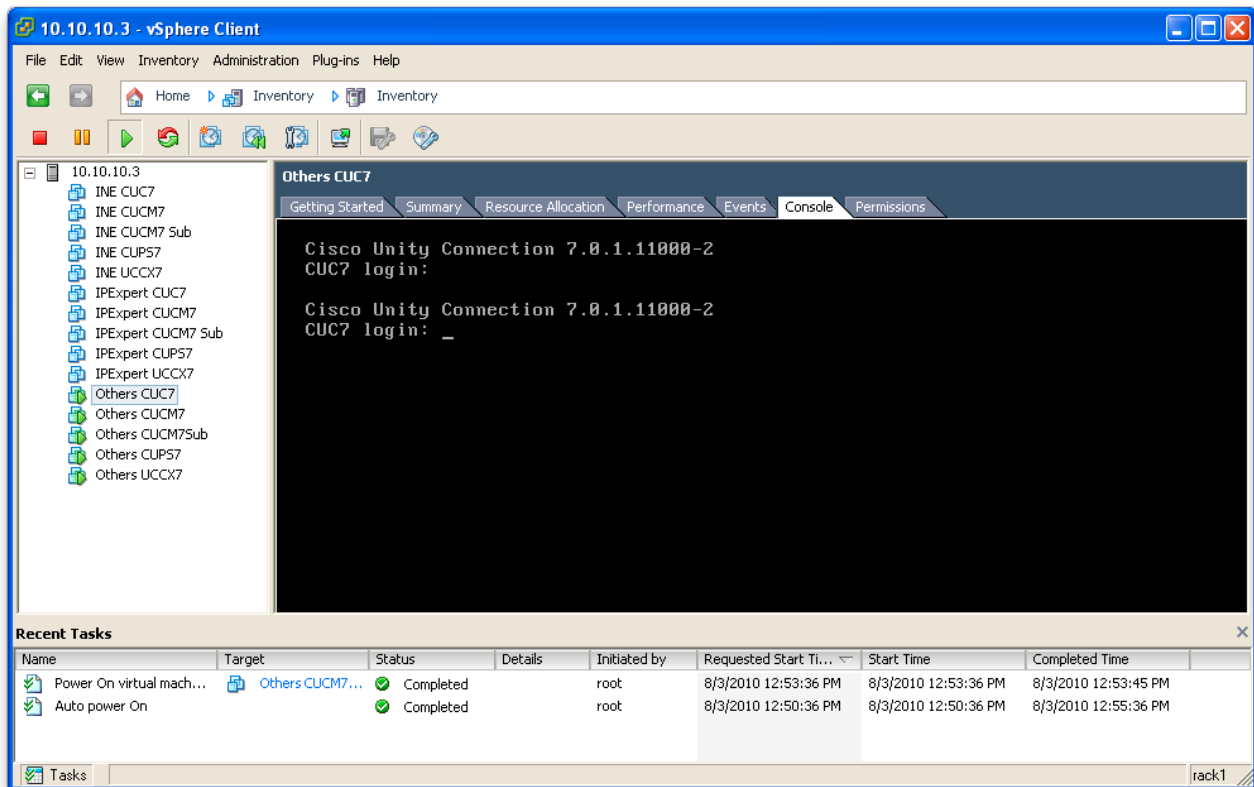 10.10.10.3 - vSphere Client
File Edit View Inventory Administration Plug-ins Help
Home Inventory Inventory
10.10.10.3
INE CUC7
INE CUCM7
INE CUCM7 Sub
INE CUPS7
INE UCCX7
IPExpert CUC7
IPExpert CUCM7
IPExpert CUCM7 Sub
IPExpert CUPS7
IPExpert UCCX7
Others CUC7
Others CUCM7
Others CUCM7Sub
Others CUPS7
Others UCCX7
Others CUC7
Getting Started Summary Resource Allocation Performance Events Console Permissions
Cisco Unity Connection 7.0.1.11000-2
CUC7 login:
Cisco Unity Connection 7.0.1.11000-2
CUC7 login: _
Recent Tasks
Name Target Status Details Initiated by Requested Start Ti... Start Time Completed Time
Power On virtual mach... Others CUCM7... Completed root 8/3/2010 12:53:36 PM 8/3/2010 12:53:36 PM 8/3/2010 12:53:45 PM
Auto power On Completed root 8/3/2010 12:50:36 PM 8/3/2010 12:50:36 PM 8/3/2010 12:55:36 PM
Tasks rack1